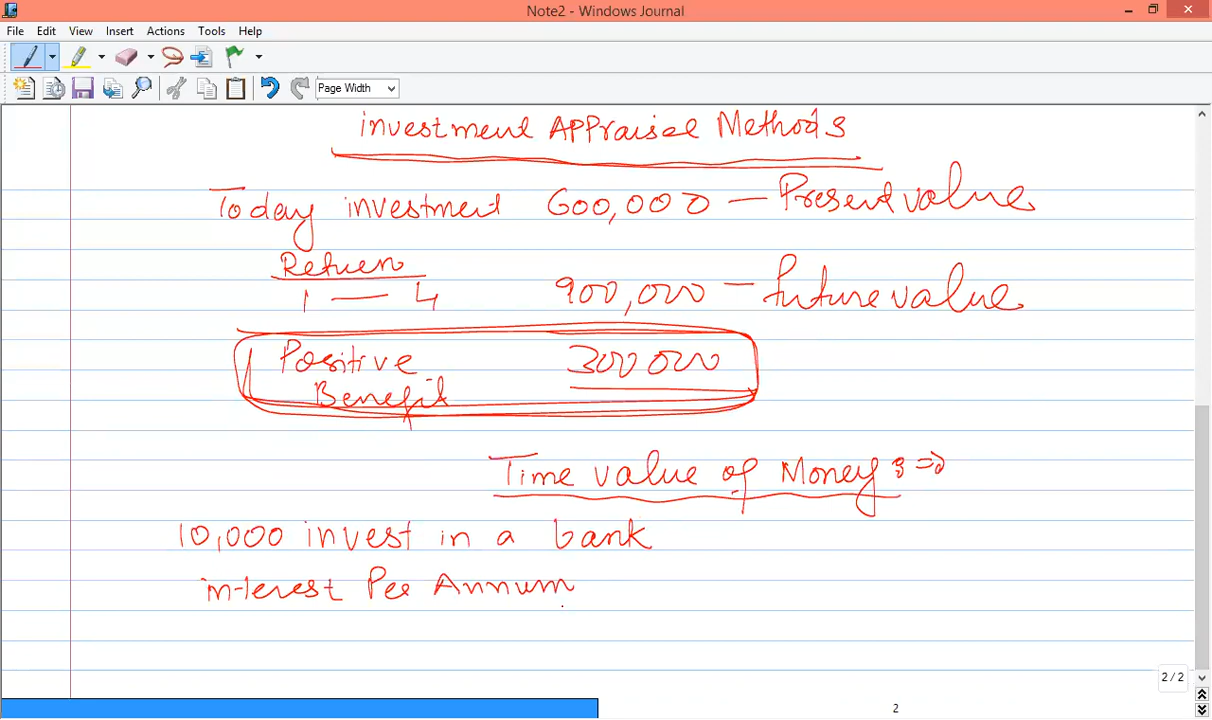 Note2 - Windows Journal
File Edit View Insert Actions Tools Help
Page Width
investment Appraisal Methods
Today investment 600,000 — Present value
Return
1 — 4 900,000 — future value
Positive 300000
Benefit
Time value of Money :⇒
10,000 invest in a bank
interest Per Annum
2 / 2
2